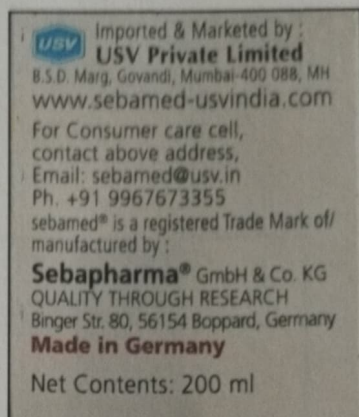 USV
Imported & Marketed by :
USV Private Limited
B.S.D. Marg, Govandi, Mumbai-400 088, MH
www.sebamed-usvindia.com
For Consumer care cell,
contact above address,
Email: sebamed@usv.in
Ph. +91 9967673355
sebamed® is a registered Trade Mark of/
manufactured by :
Sebapharma® GmbH & Co. KG
QUALITY THROUGH RESEARCH
Binger Str. 80, 56154 Boppard, Germany
Made in Germany
Net Contents: 200 ml